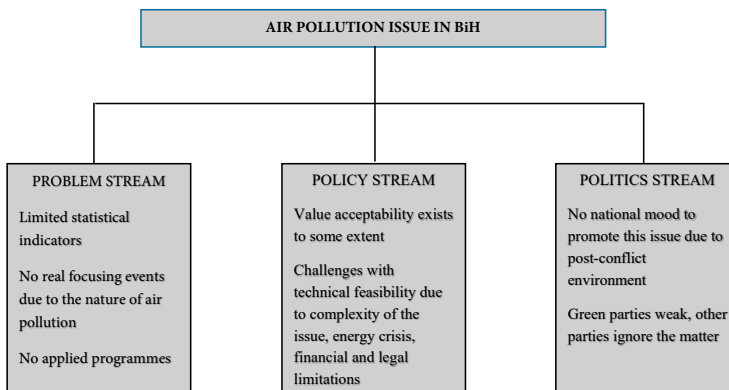 AIR POLLUTION ISSUE IN BiH
PROBLEM STREAM
Limited statistical
indicators
No real focusing events
due to the nature of air
pollution
No applied programmes
POLICY STREAM
Value acceptability exists
to some extent
Challenges with
technical feasibility due
to complexity of the
issue, energy crisis,
financial and legal
limitations
POLITICS STREAM
No national mood to
promote this issue due to
post-conflict
environment
Green parties weak, other
parties ignore the matter